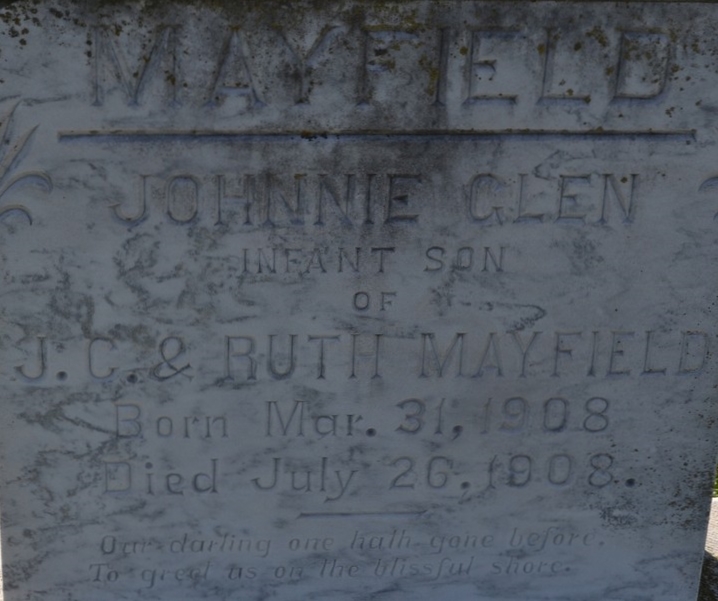 MAYFIELD
JOHNNIE GLEN
INFANT SON
OF
J. C. & RUTH MAYFIELD
Born Mar. 31, 1908
Died July 26, 1908.
Our darling one hath gone before,
To greet us on the blissful shore.